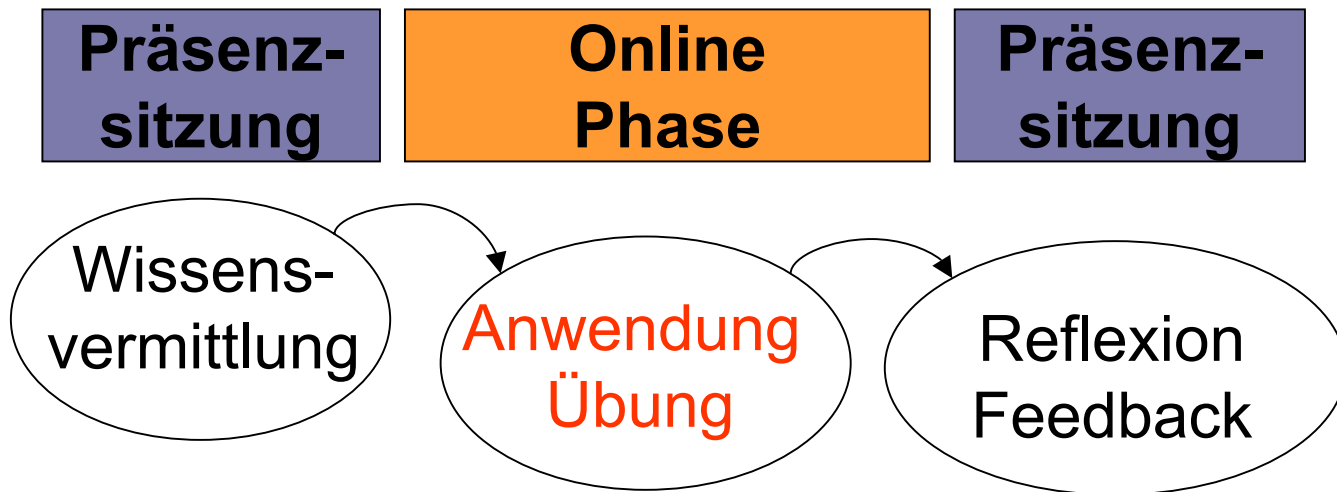 Präsenz-
sitzung
Online
Phase
Präsenz-
sitzung
Wissens-
vermittlung
Anwendung
Übung
Reflexion
Feedback